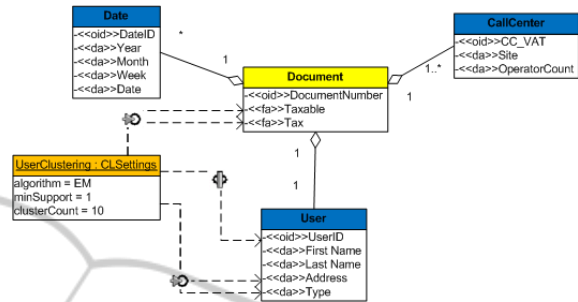 Date
-<<oid>>DateID
-<<da>>Year
-<<da>>Month
-<<da>>Week
-<<da>>Date
*
1
CallCenter
-<<oid>>CC_VAT
-<<da>>Site
-<<da>>OperatorCount
1..*
1
Document
-<<oid>>DocumentNumber
-<<fa>>Taxable
-<<fa>>Tax
1
1
UserClustering : CLSettings
algorithm = EM
minSupport = 1
clusterCount = 10
User
-<<oid>>UserID
-<<da>>First Name
-<<da>>Last Name
-<<da>>Address
-<<da>>Type